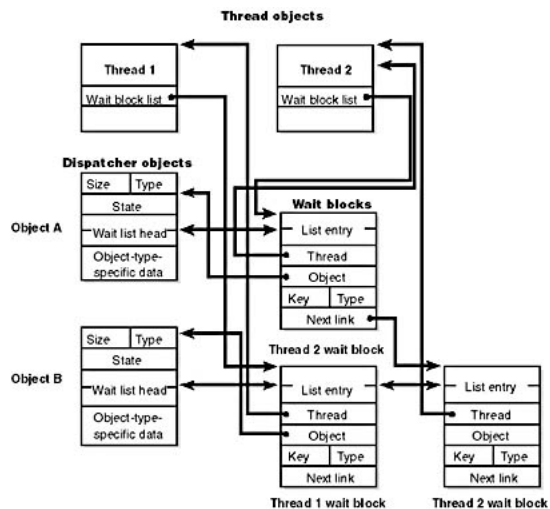 Thread objects
Thread 1
Wait block list
Thread 2
Wait block list
Dispatcher objects
Size Type
State
Wait list head
Object-type-
specific data
Object A
Wait blocks
List entry
Thread
Object
Key Type
Next link
Thread 2 wait block
Size Type
State
Wait list head
Object-type-
specific data
Object B
List entry
Thread
Object
Key Type
Next link
Thread 1 wait block
List entry
Thread
Object
Key Type
Next link
Thread 2 wait block